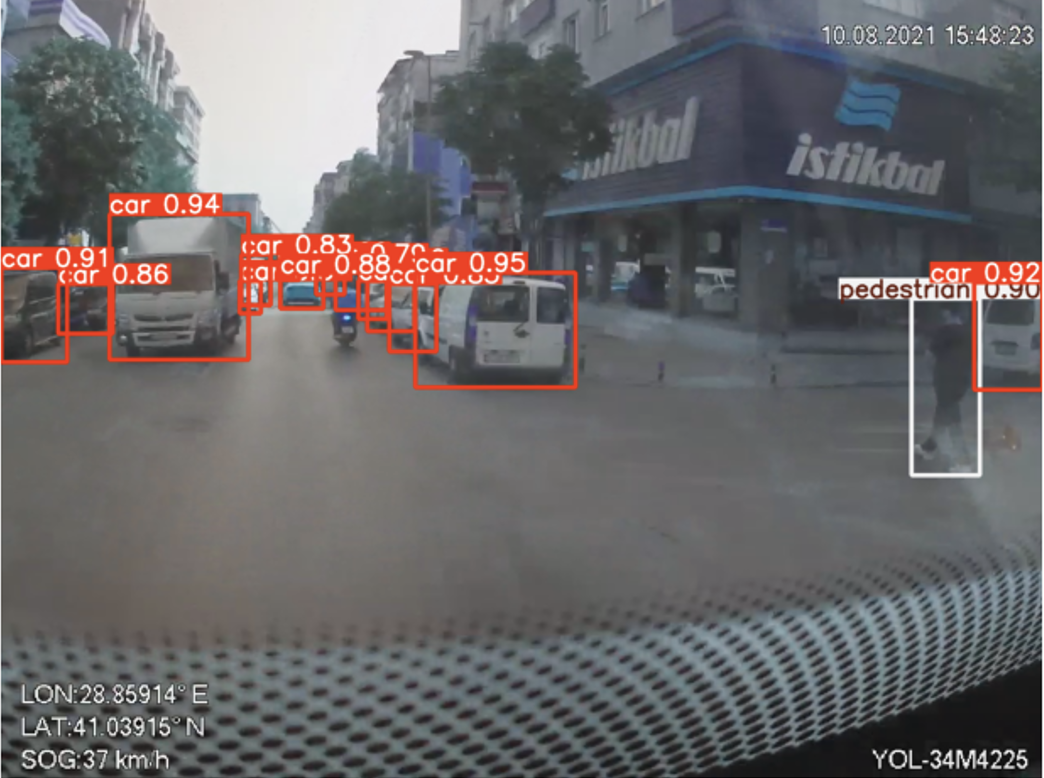 10.08.2021 15:48:23
istikbal
istikbal
car 0.94
car 0.83
0.79
car 0.91
car 0.86
car 0.88
car 0.95
car 0.92
pedestrian 0.90
LON:28.85914° E
LAT:41.03915° N
SOG:37 km/h
YOL-34M4225